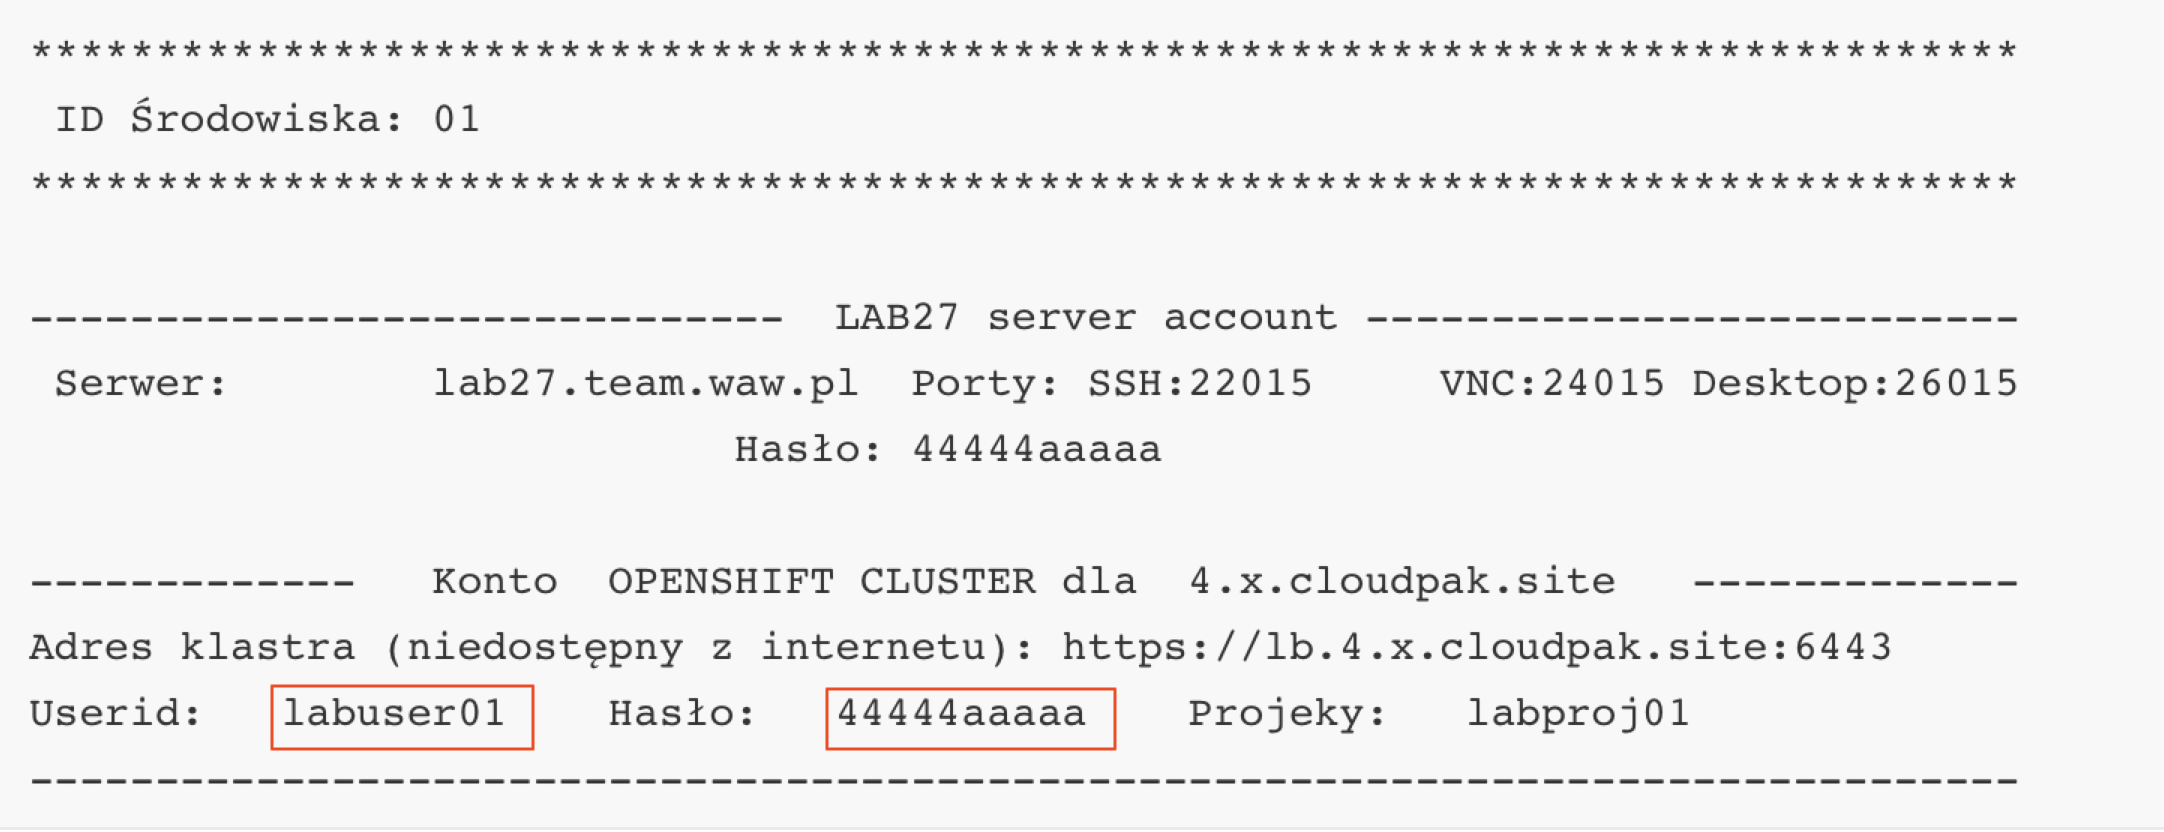 *******************************************************************************
ID Środowiska: 01
*******************************************************************************
------------------------------ LAB27 server account --------------------------
Serwer: lab27.team.waw.pl Porty: SSH:22015 VNC:24015 Desktop:26015
Hasło: 44444aaaaa
------------- Konto OPENSHIFT CLUSTER dla 4.x.cloudpak.site -------------
Adres klastra (niedostępny z internetu): https://lb.4.x.cloudpak.site:6443
Userid: labuser01 Hasło: 44444aaaaa Projeky: labproj01
-------------------------------------------------------------------------------